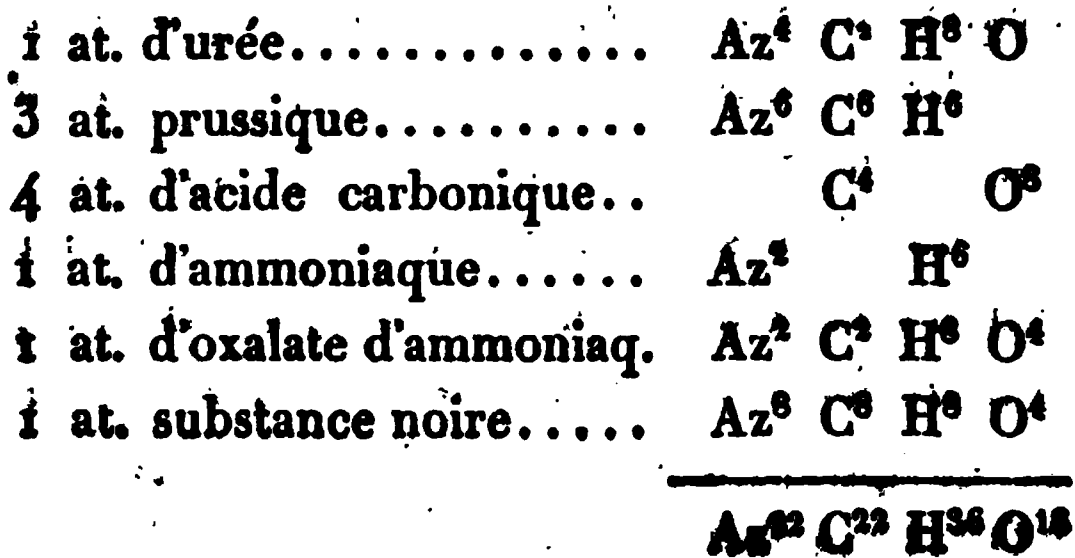 1 at. d'urée............. Az⁴ C² H⁸ O
3 at. prussique.......... Az⁶ C⁶ H⁶
4 at. d'acide carbonique.. C⁴ O⁸
1 at. d'ammoniaque...... Az² H⁶
1 at. d'oxalate d'ammoniaq. Az² C² H⁸ O⁴
1 at. substance noire..... Az⁸ C⁸ H⁸ O⁴
Az²² C²² H³⁶ O¹⁸